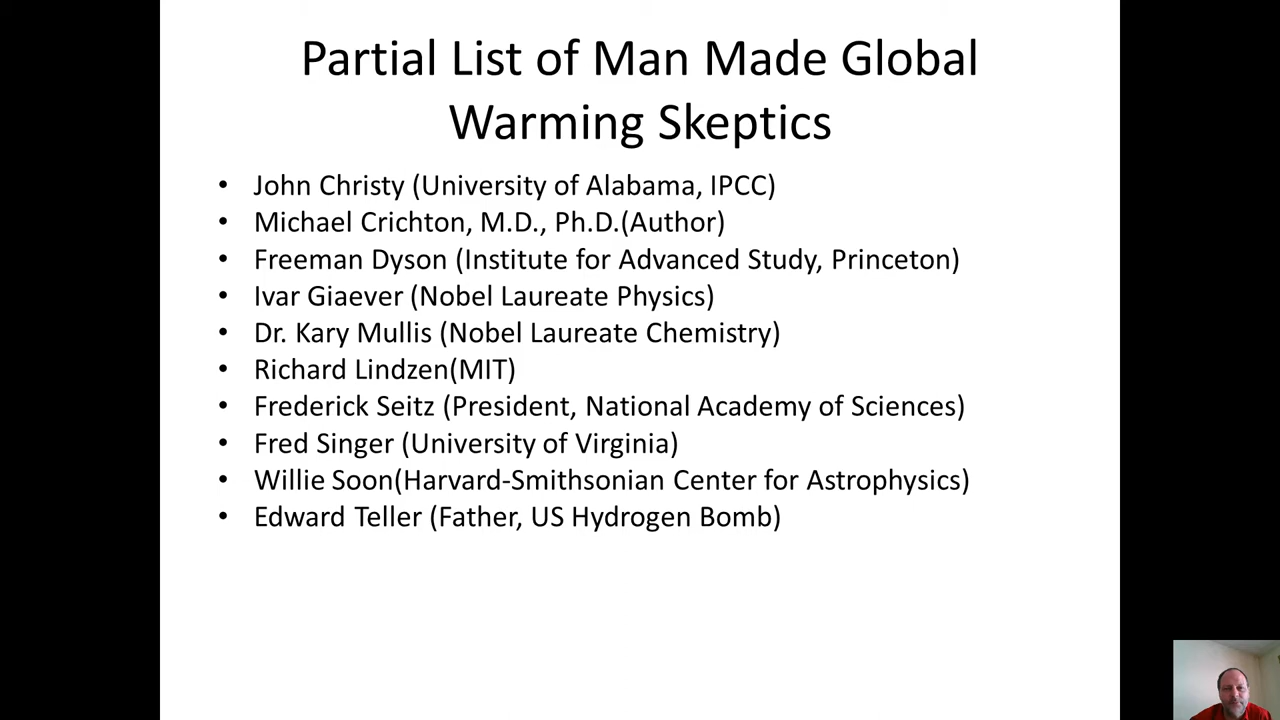 Partial List of Man Made Global
Warming Skeptics
• John Christy (University of Alabama, IPCC)
• Michael Crichton, M.D., Ph.D.(Author)
• Freeman Dyson (Institute for Advanced Study, Princeton)
• Ivar Giaever (Nobel Laureate Physics)
• Dr. Kary Mullis (Nobel Laureate Chemistry)
• Richard Lindzen(MIT)
• Frederick Seitz (President, National Academy of Sciences)
• Fred Singer (University of Virginia)
• Willie Soon(Harvard-Smithsonian Center for Astrophysics)
• Edward Teller (Father, US Hydrogen Bomb)